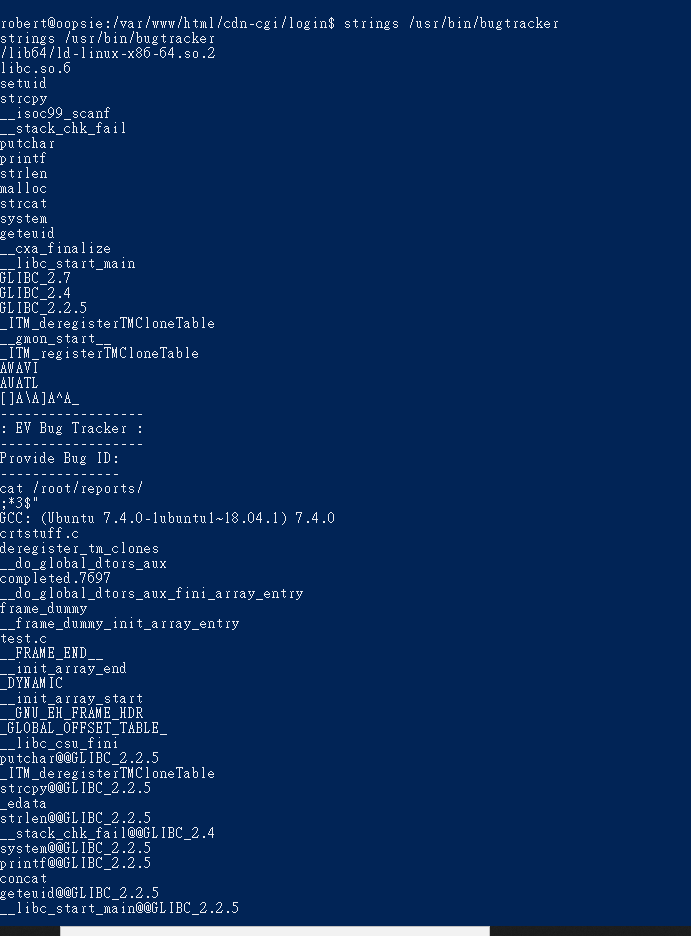 robert@oopsie:/var/www/html/cdn-cgi/login$ strings /usr/bin/bugtracker
strings /usr/bin/bugtracker
/lib64/ld-linux-x86-64.so.2
libc.so.6
setuid
strcpy
__isoc99_scanf
__stack_chk_fail
putchar
printf
strlen
malloc
strcat
system
geteuid
__cxa_finalize
__libc_start_main
GLIBC_2.7
GLIBC_2.4
GLIBC_2.2.5
_ITM_deregisterTMCloneTable
__gmon_start__
_ITM_registerTMCloneTable
AWAVI
AUATL
[]A\A]A^A_
------------------
: EV Bug Tracker :
------------------
Provide Bug ID:
---------------
cat /root/reports/
;*3$"
GCC: (Ubuntu 7.4.0-1ubuntu1~18.04.1) 7.4.0
crtstuff.c
deregister_tm_clones
__do_global_dtors_aux
completed.7697
__do_global_dtors_aux_fini_array_entry
frame_dummy
__frame_dummy_init_array_entry
test.c
__FRAME_END__
__init_array_end
_DYNAMIC
__init_array_start
__GNU_EH_FRAME_HDR
_GLOBAL_OFFSET_TABLE_
__libc_csu_fini
putchar@@GLIBC_2.2.5
_ITM_deregisterTMCloneTable
strcpy@@GLIBC_2.2.5
_edata
strlen@@GLIBC_2.2.5
__stack_chk_fail@@GLIBC_2.4
system@@GLIBC_2.2.5
printf@@GLIBC_2.2.5
concat
geteuid@@GLIBC_2.2.5
__libc_start_main@@GLIBC_2.2.5